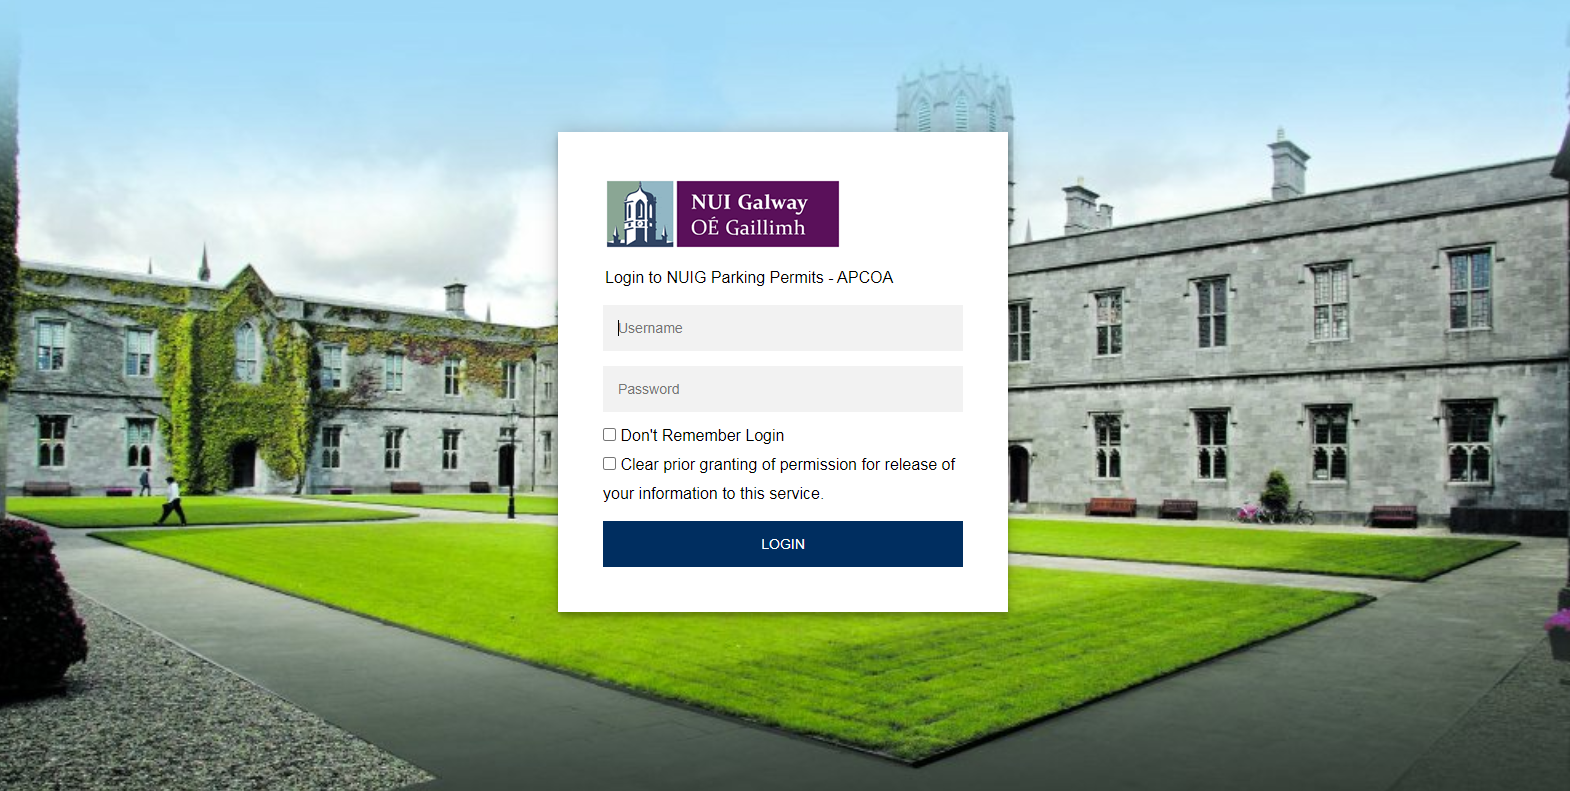 NUI Galway
OÉ Gaillimh
Login to NUIG Parking Permits - APCOA
Username
Password
Don't Remember Login
Clear prior granting of permission for release of
your information to this service.
LOGIN